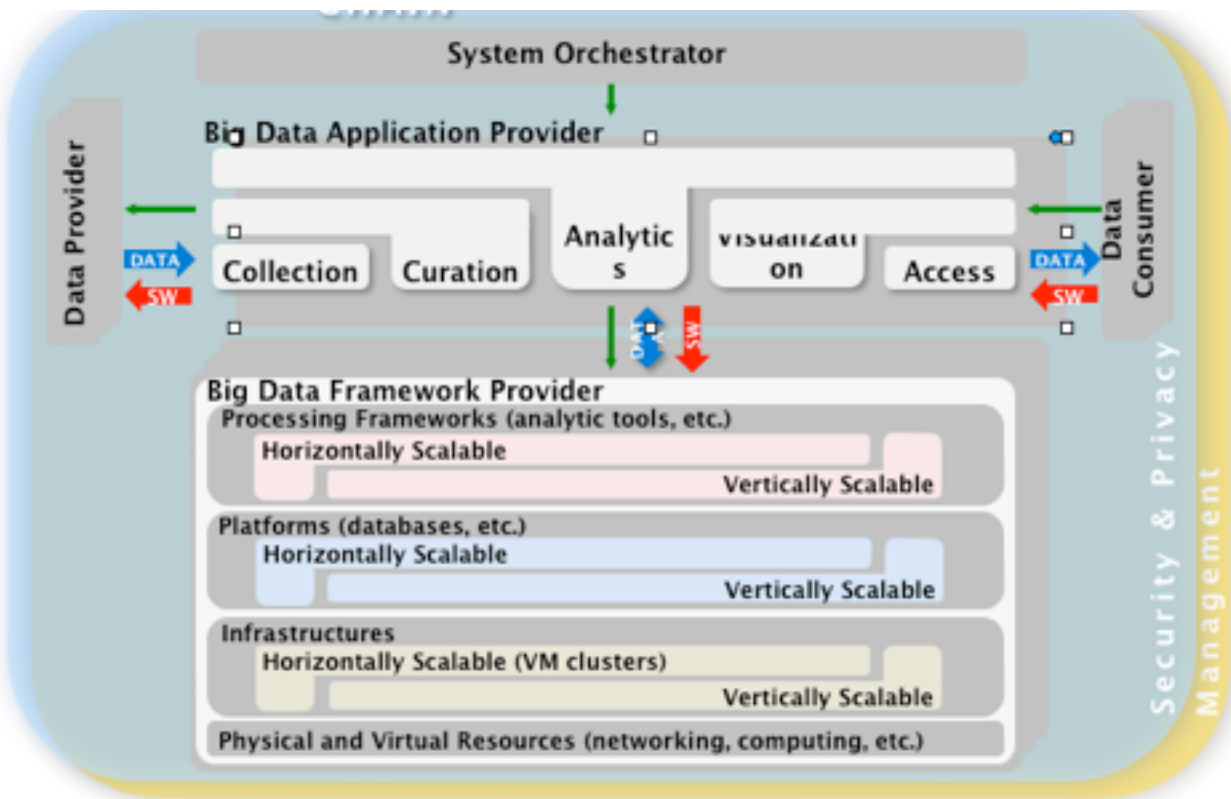 System Orchestrator
Big Data Application Provider
Data Provider
DATA
SW
Collection
Curation
Analytic
s
Visualizati
on
Access
DATA
SW
Data
Consumer
DAT
A
SW
Big Data Framework Provider
Processing Frameworks (analytic tools, etc.)
Horizontally Scalable
Vertically Scalable
Platforms (databases, etc.)
Horizontally Scalable
Vertically Scalable
Infrastructures
Horizontally Scalable (VM clusters)
Vertically Scalable
Physical and Virtual Resources (networking, computing, etc.)
Security & Privacy
Management